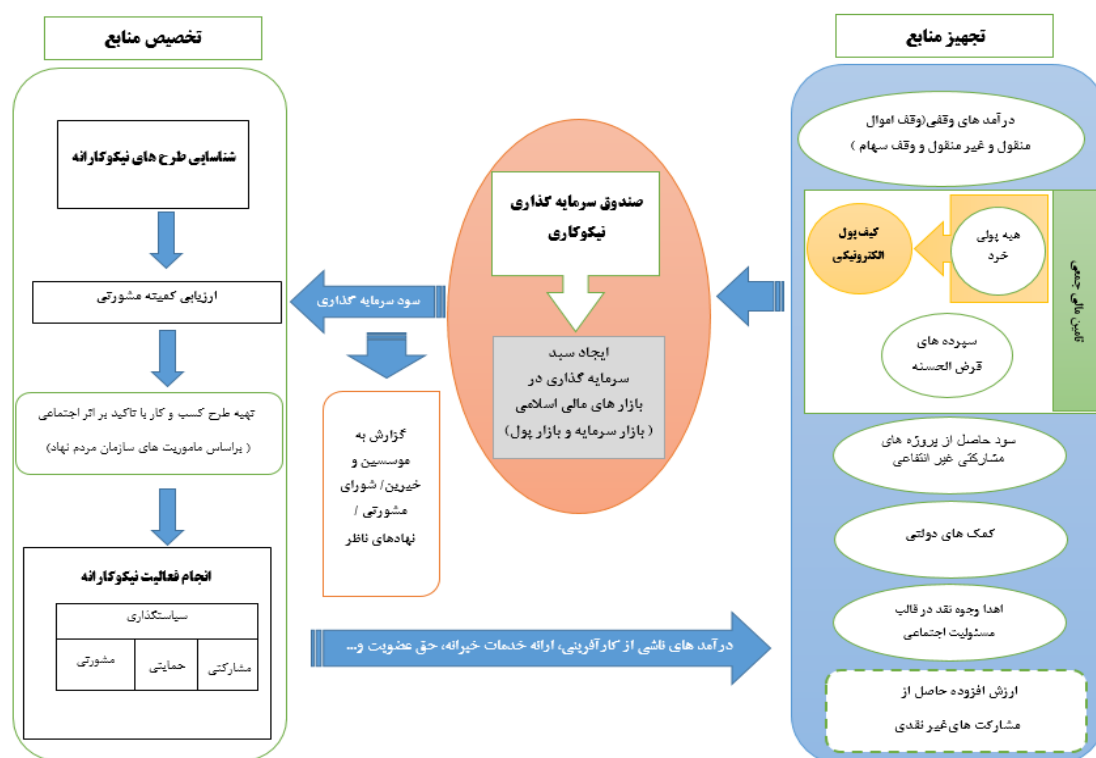 تجهیز منابع
درآمد های وقفی(وقف اموال
منقول و غیر منقول و وقف سهام )
تامین مالی جمعی
هبه پولی
خرد
کیف پول
الکترونیکی
سپرده های
قرض الحسنه
سود حاصل از پروژه های
مشارکتی غیر انتفاعی
کمک های دولتی
اهدا وجوه نقد در قالب
مسئولیت اجتماعی
ارزش افزوده حاصل از
مشارکت های غیر نقدی
صندوق سرمایه گذاری
نیکوکاری
ایجاد سبد
سرمایه گذاری در
بازار های مالی اسلامی
( بازار سرمایه و بازار پول)
سود سرمایه گذاری
گزارش به
موسسین و
خیرین/ شورای
مشورتی /
نهادهای ناظر
تخصیص منابع
شناسایی طرح های نیکوکارانه
ارزیابی کمیته مشورتی
تهیه طرح کسب و کار با تاکید بر اثر اجتماعی
( براساس ماموریت های سازمان مردم نهاد)
انجام فعالیت نیکوکارانه
سیاستگذاری
مشارکتی
حمایتی
مشورتی
درآمد های ناشی از کارآفرینی، ارائه خدمات خیرانه، حق عضویت و...